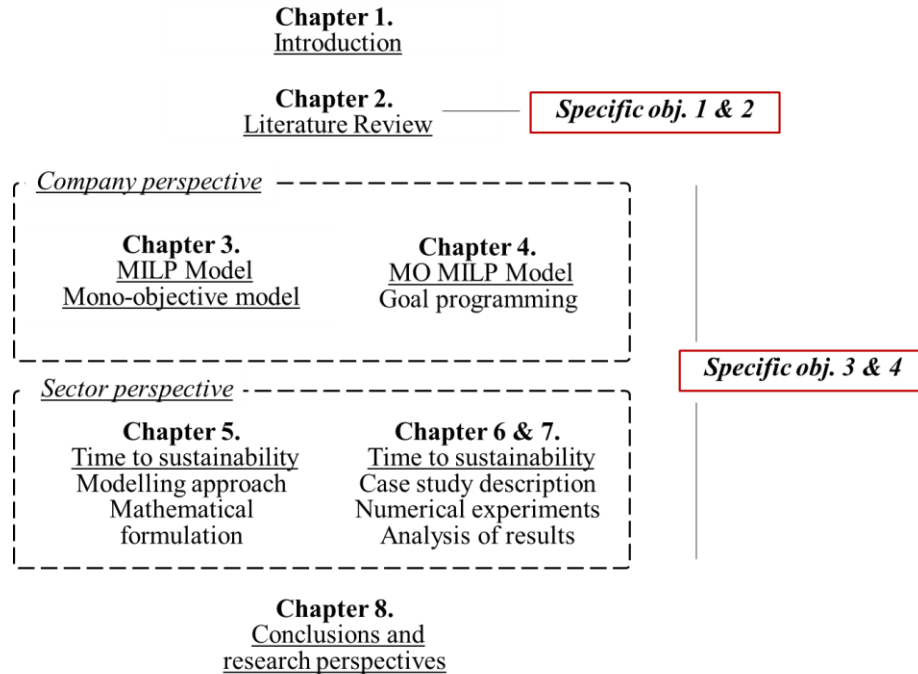 Chapter 1.
Introduction
Chapter 2.
Literature Review
Specific obj. 1 & 2
Company perspective
Chapter 3.
MILP Model
Mono-objective model
Chapter 4.
MO MILP Model
Goal programming
Specific obj. 3 & 4
Sector perspective
Chapter 5.
Time to sustainability
Modelling approach
Mathematical
formulation
Chapter 6 & 7.
Time to sustainability
Case study description
Numerical experiments
Analysis of results
Chapter 8.
Conclusions and
research perspectives